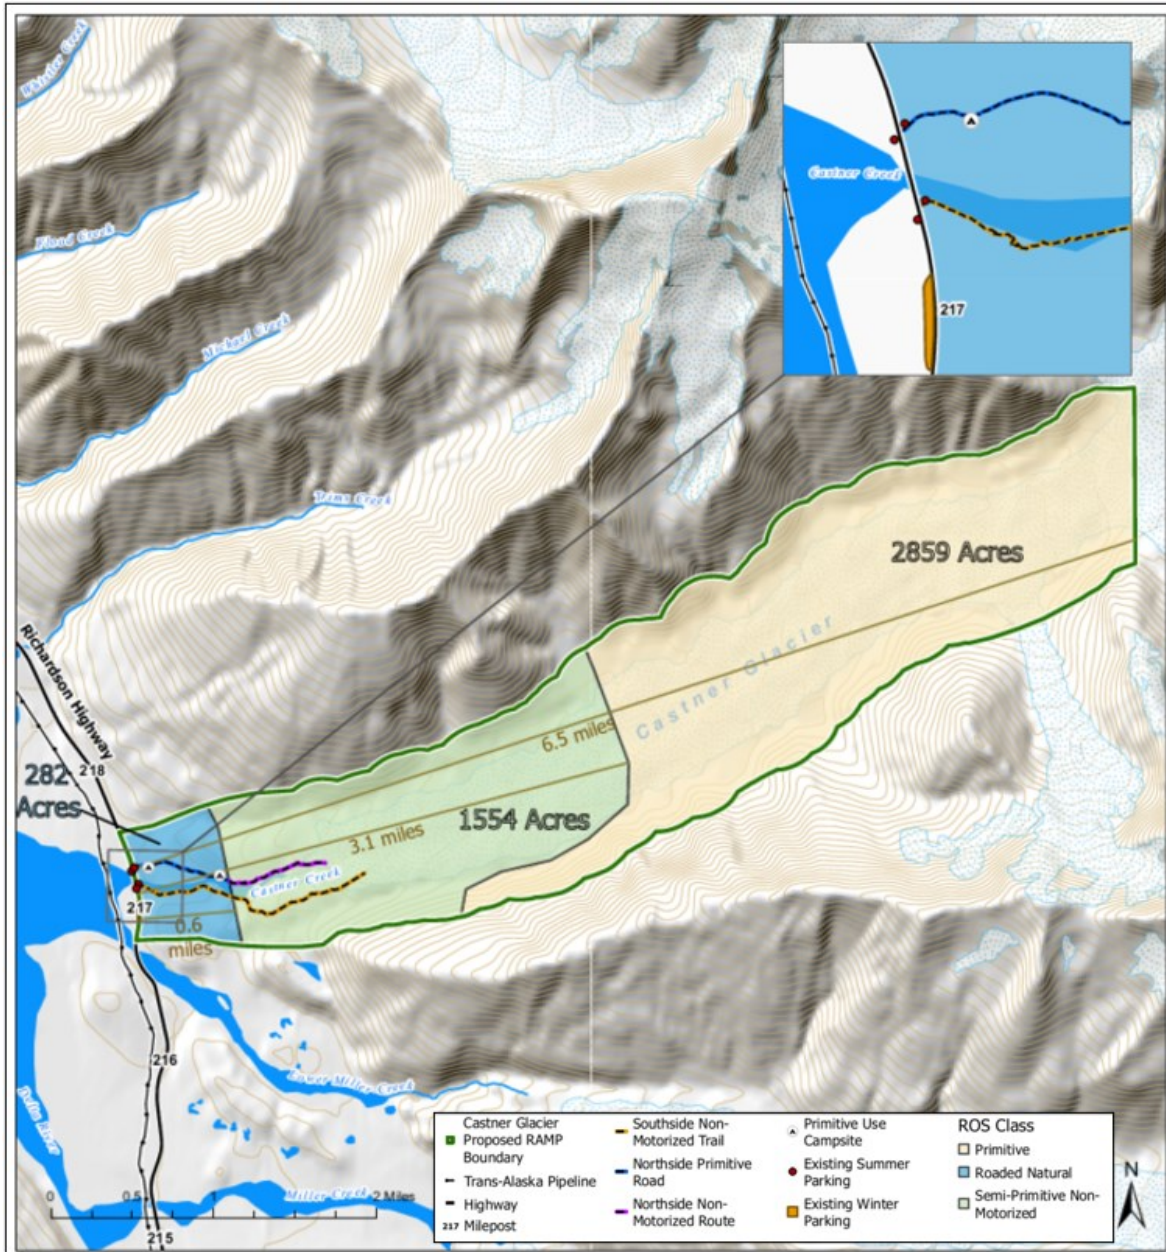 Whistler Creek
Flood Creek
Michael Creek
Trims Creek
Castner Creek
217
2859 Acres
Castner Glacier
Richardson Highway
218
282
Acres
6.5 miles
1554 Acres
3.1 miles
Castner Creek
217
0.6
miles
216
Lower Miller Creek
Delta River
Miller Creek
215
0 0.5 1 2 Miles
Castner Glacier
Proposed RAMP
Boundary
Trans-Alaska Pipeline
Highway
217 Milepost
Southside Non-
Motorized Trail
Northside Primitive
Road
Northside Non-
Motorized Route
Primitive Use
Campsite
Existing Summer
Parking
Existing Winter
Parking
ROS Class
Primitive
Roaded Natural
Semi-Primitive Non-
Motorized
N